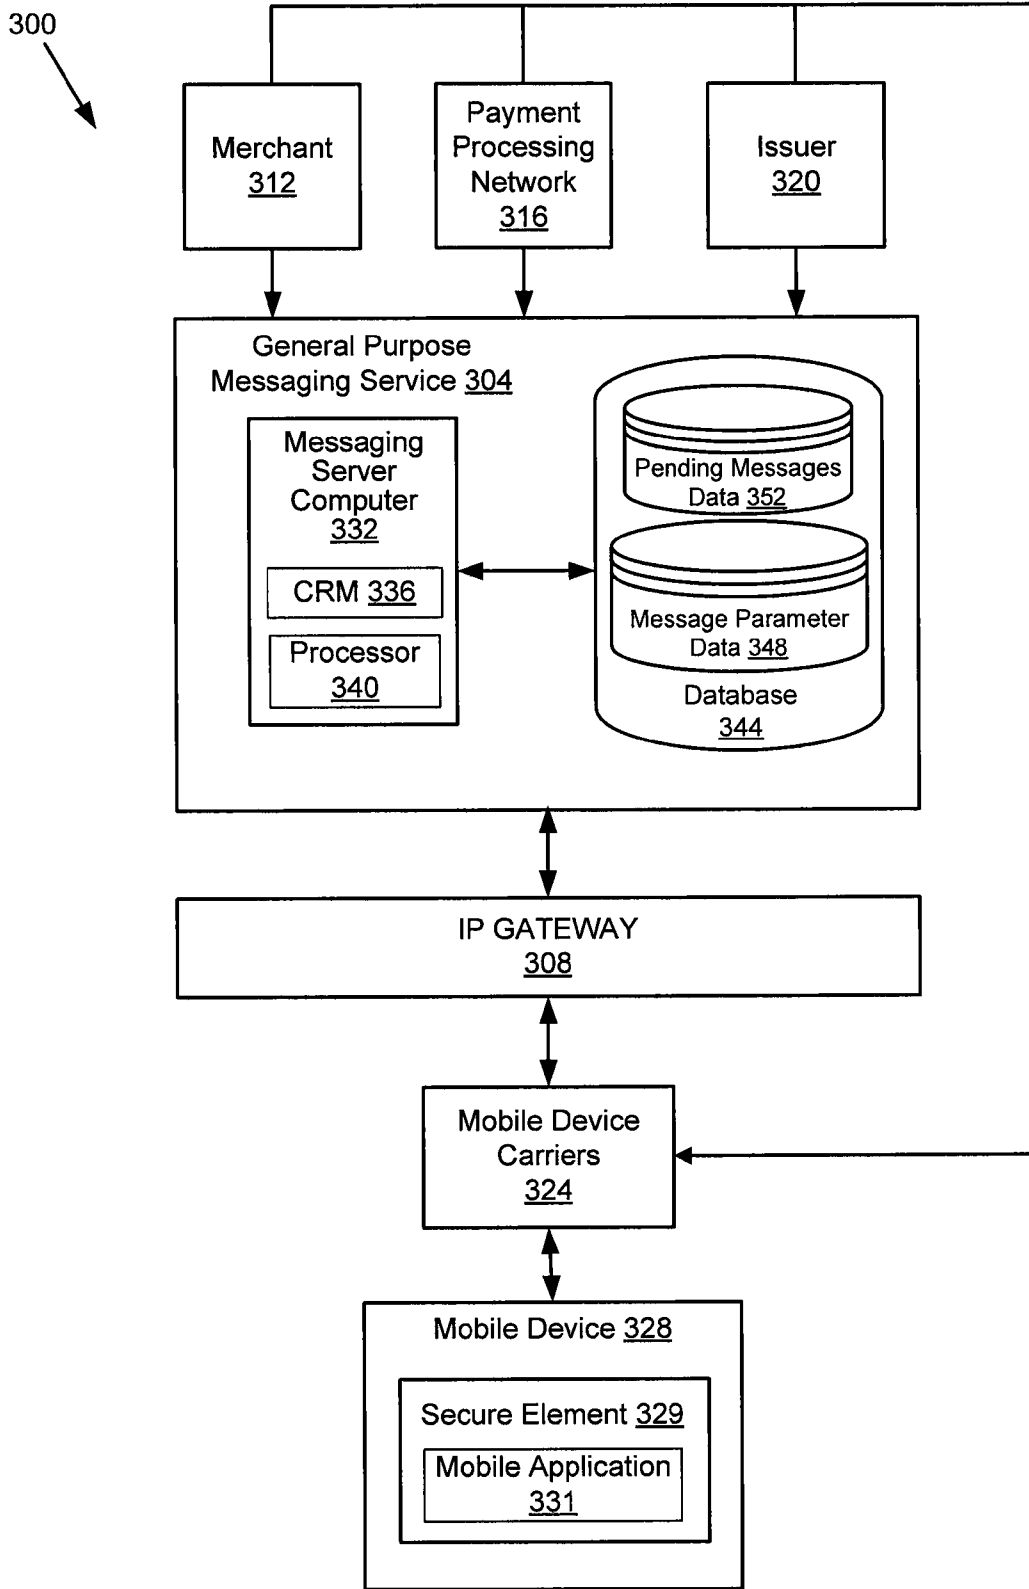 300
Merchant
312
Payment
Processing
Network
316
Issuer
320
General Purpose
Messaging Service 304
Messaging
Server
Computer
332
CRM 336
Processor
340
Pending Messages
Data 352
Message Parameter
Data 348
Database
344
IP GATEWAY
308
Mobile Device
Carriers
324
Mobile Device 328
Secure Element 329
Mobile Application
331